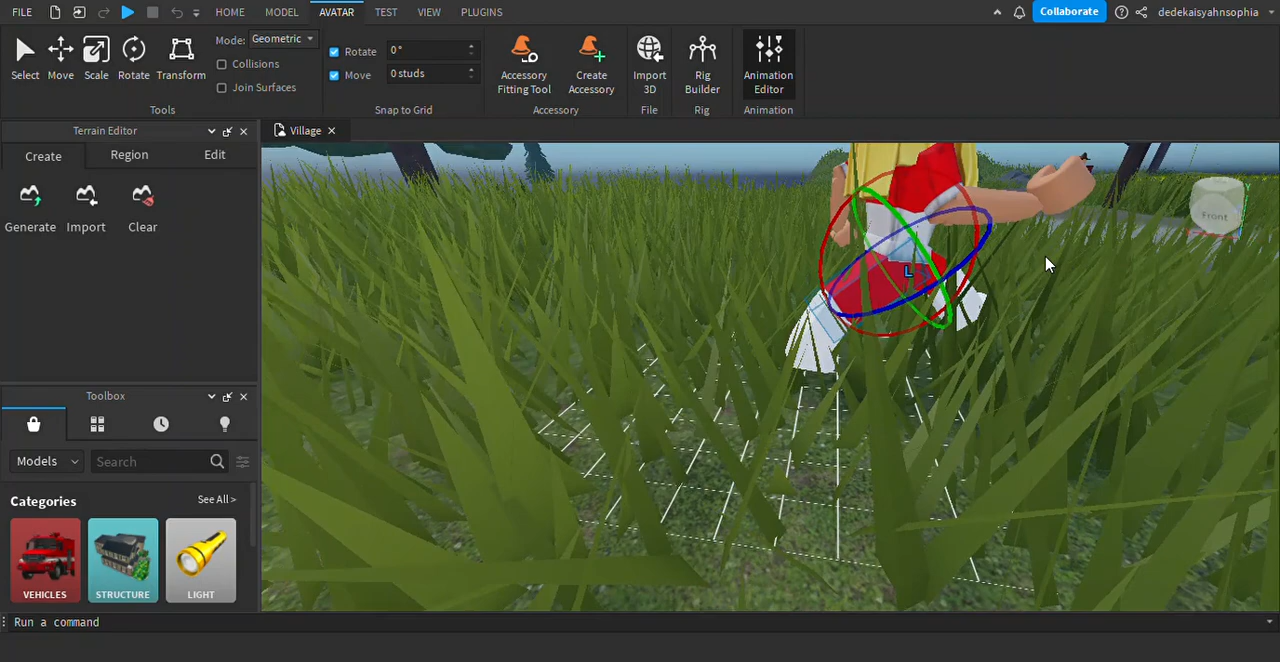 FILE HOME MODEL AVATAR TEST VIEW PLUGINS Collaborate dedekaisyahnsophia
Select Move Scale Rotate Transform
Mode: Geometric
Collisions
Join Surfaces
Tools
Rotate 0°
Move 0 studs
Snap to Grid
Accessory
Fitting Tool
Create
Accessory
Accessory
Import
3D
File
Rig
Builder
Rig
Animation
Editor
Animation
Terrain Editor
Create Region Edit
Generate Import Clear
Toolbox
Models Search
Categories See All >
VEHICLES STRUCTURE LIGHT
Village
Front
Y
L
Run a command